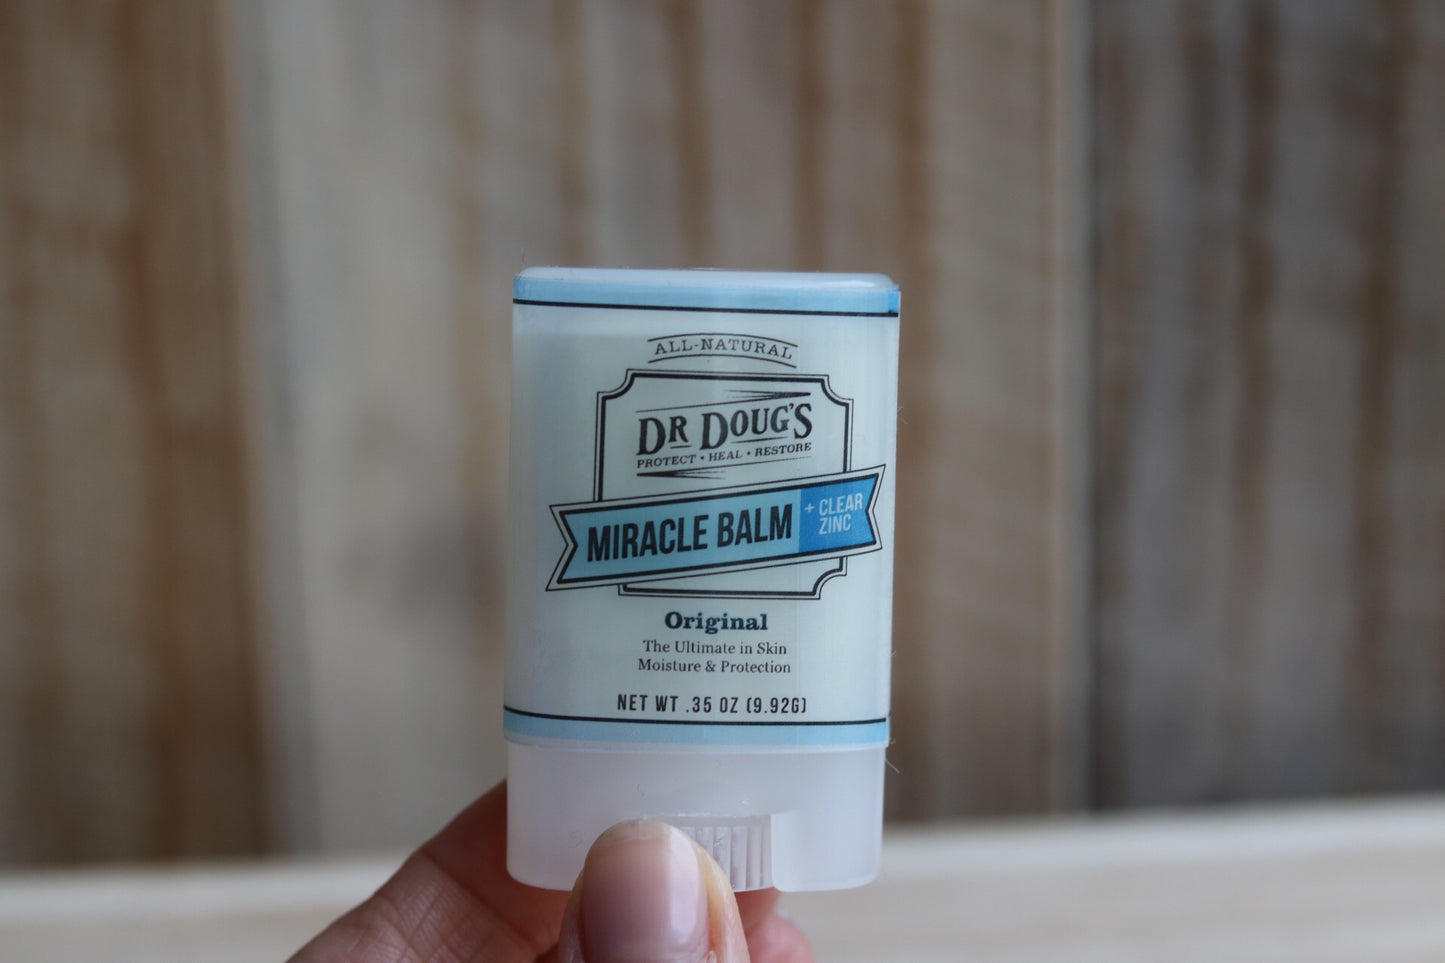 ALL-NATURAL
DR DOUG'S
PROTECT • HEAL • RESTORE
MIRACLE BALM
+ CLEAR
ZINC
Original
The Ultimate in Skin
Moisture & Protection
NET WT .35 OZ (9.92G)